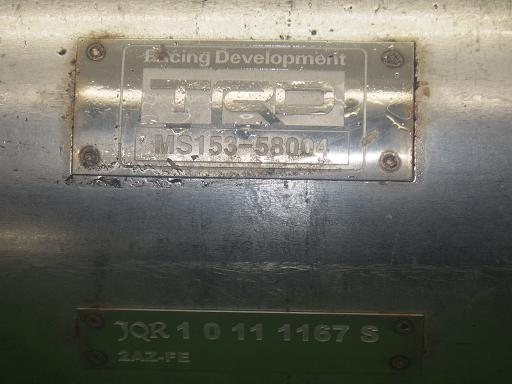 Racing Development
TRD
MS153-58004
JQR 1 0 11 1167 S
2AZ-FE